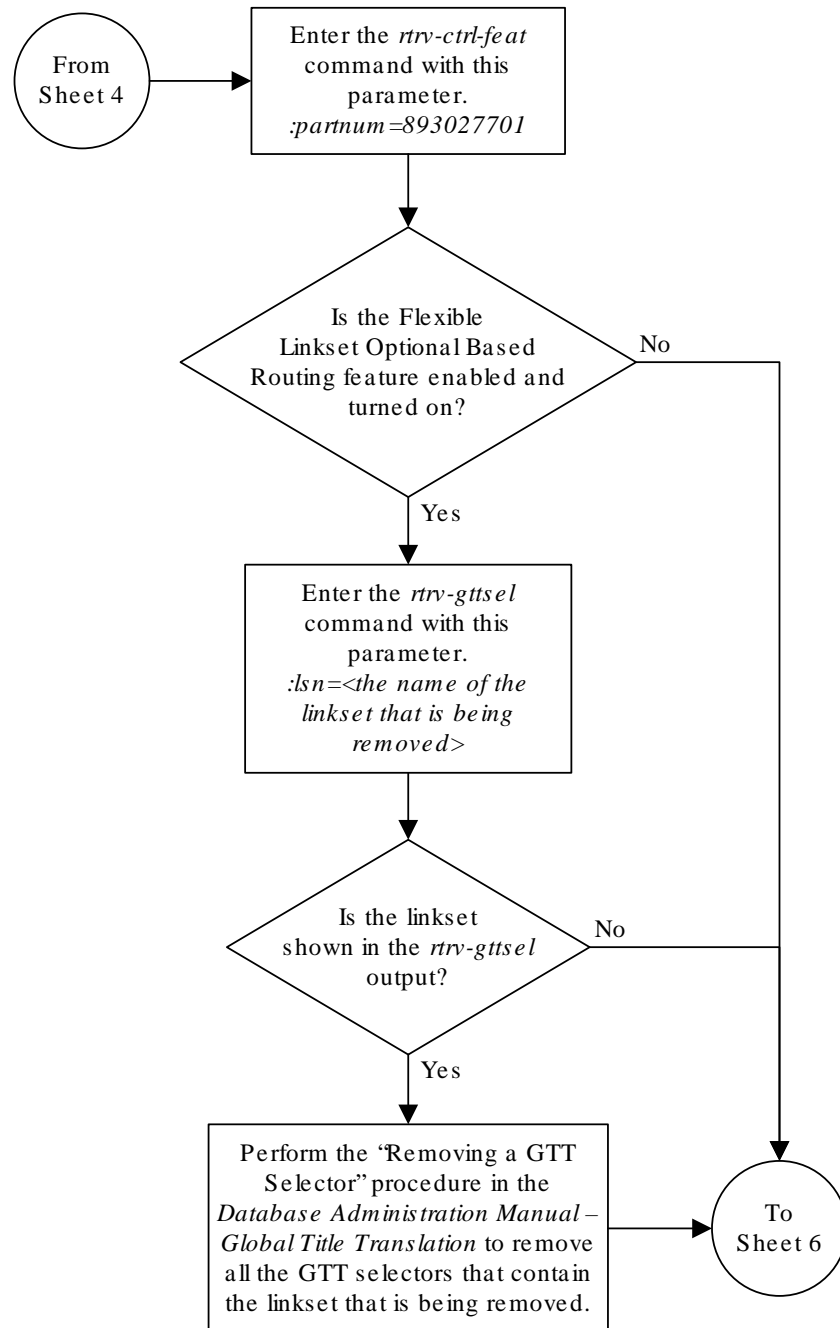 From
Sheet 4
Enter the rtrv-ctrl-feat
command with this
parameter.
:partnum=893027701
Is the Flexible
Linkset Optional Based
Routing feature enabled and
turned on?
No
Yes
Enter the rtrv-gttsel
command with this
parameter.
:lsn=<the name of the
linkset that is being
removed>
Is the linkset
shown in the rtrv-gttsel
output?
No
Yes
Perform the “Removing a GTT
Selector” procedure in the
Database Administration Manual –
Global Title Translation to remove
all the GTT selectors that contain
the linkset that is being removed.
To
Sheet 6